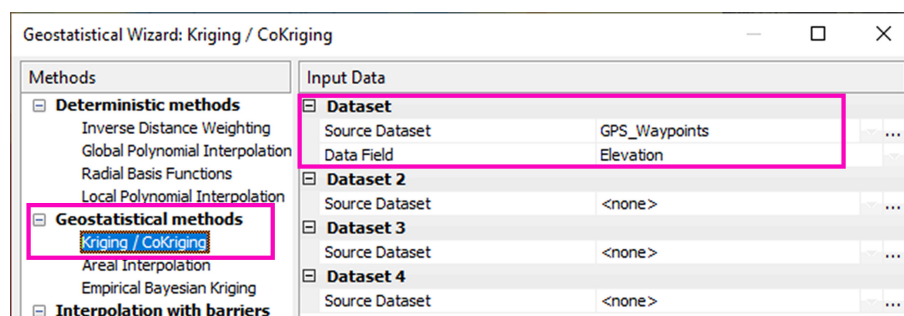 Geostatistical Wizard: Kriging / CoKriging
Methods
Deterministic methods
Inverse Distance Weighting
Global Polynomial Interpolation
Radial Basis Functions
Local Polynomial Interpolation
Geostatistical methods
Kriging / CoKriging
Areal Interpolation
Empirical Bayesian Kriging
Interpolation with barriers
Input Data
Dataset
Source Dataset GPS_Waypoints ...
Data Field Elevation
Dataset 2
Source Dataset <none> ...
Dataset 3
Source Dataset <none> ...
Dataset 4
Source Dataset <none> ...